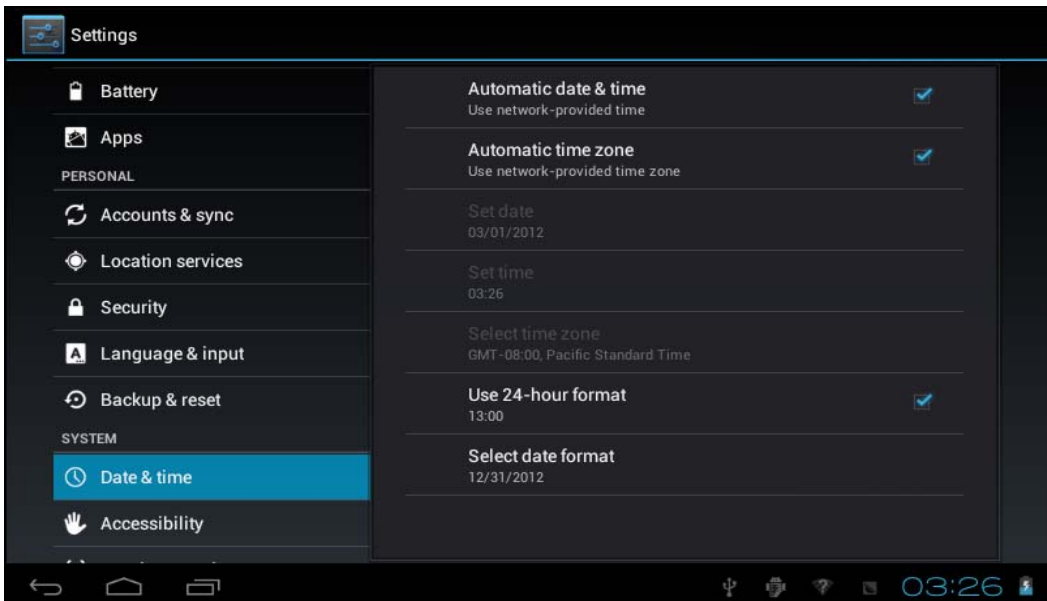 Settings
Battery
Apps
PERSONAL
Accounts & sync
Location services
Security
Language & input
Backup & reset
SYSTEM
Date & time
Accessibility
Automatic date & time
Use network-provided time
Automatic time zone
Use network-provided time zone
Set date
03/01/2012
Set time
03:26
Select time zone
GMT-08:00, Pacific Standard Time
Use 24-hour format
13:00
Select date format
12/31/2012
03:26